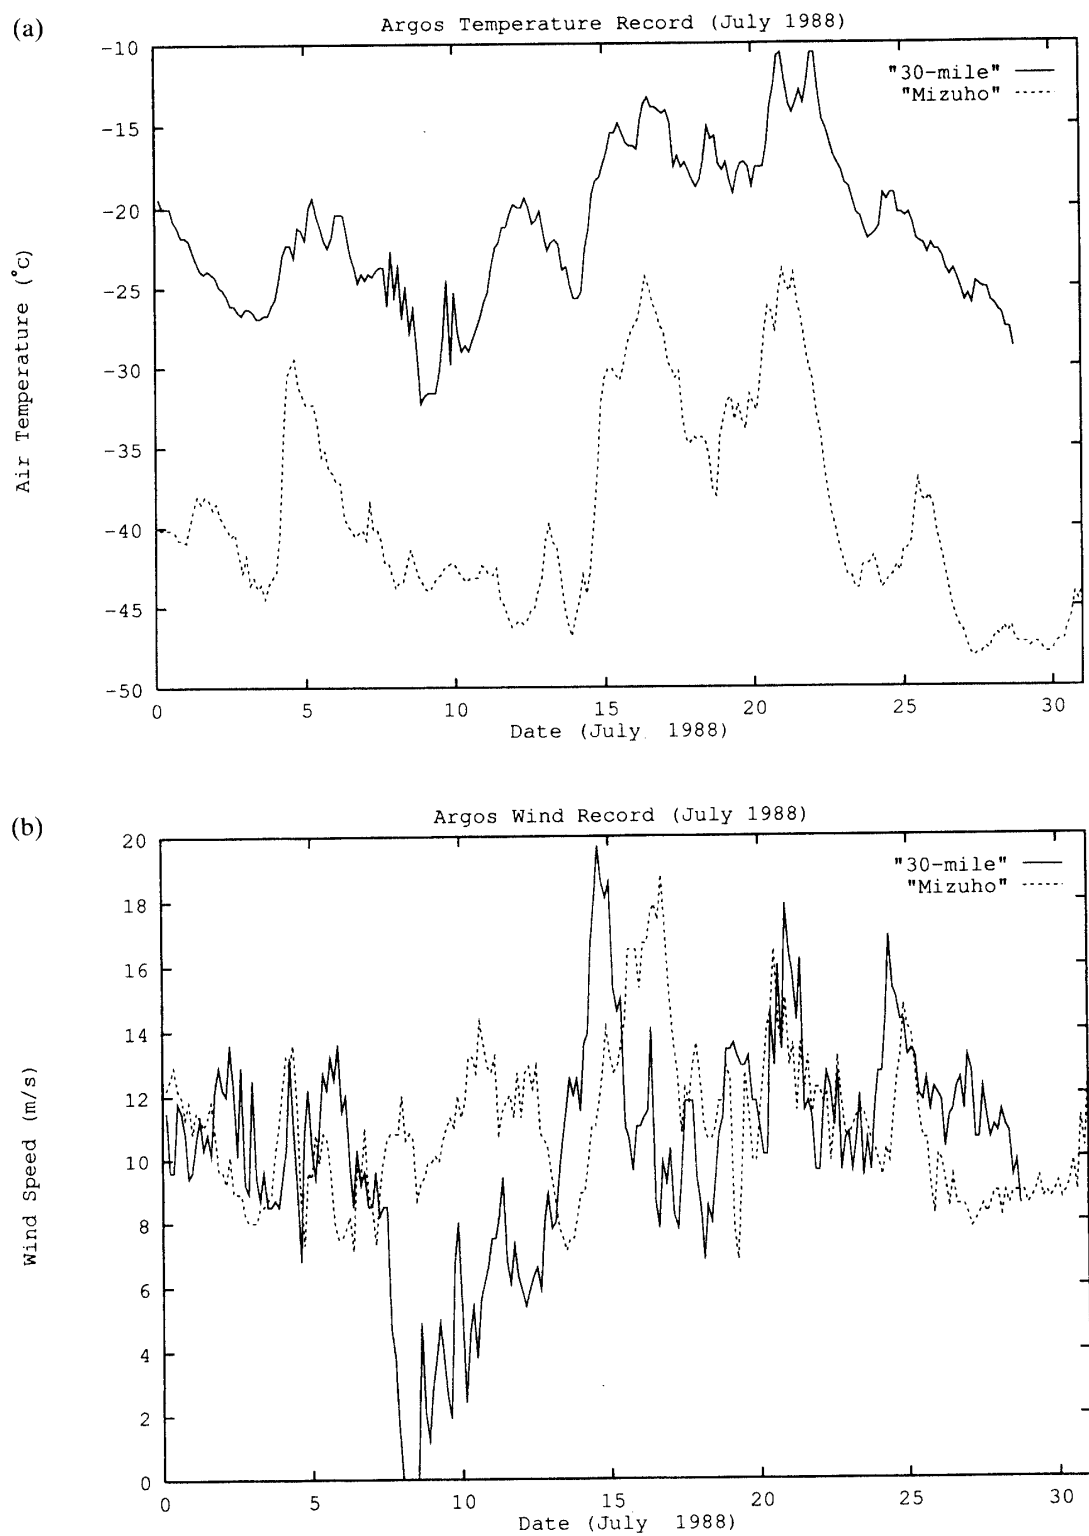 (a)
Argos Temperature Record (July 1988)
"30-mile"
"Mizuho"
Air Temperature (°C)
-10
-15
-20
-25
-30
-35
-40
-45
-50
0 5 10 15 20 25 30
Date (July 1988)
(b)
Argos Wind Record (July 1988)
"30-mile"
"Mizuho"
Wind Speed (m/s)
20
18
16
14
12
10
8
6
4
2
0
0 5 10 15 20 25 30
Date (July 1988)